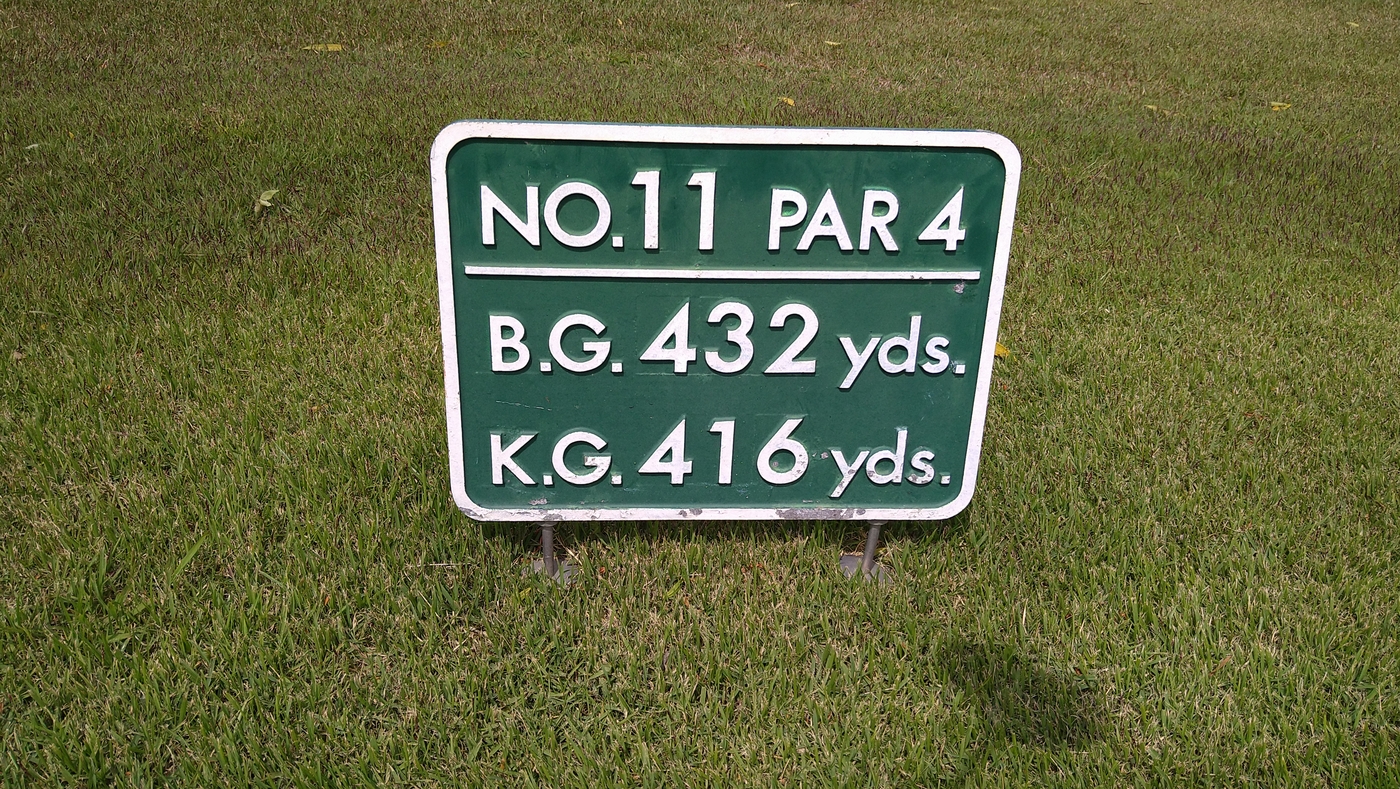 NO.11 PAR 4
B.G. 432 yds.
K.G. 416 yds.